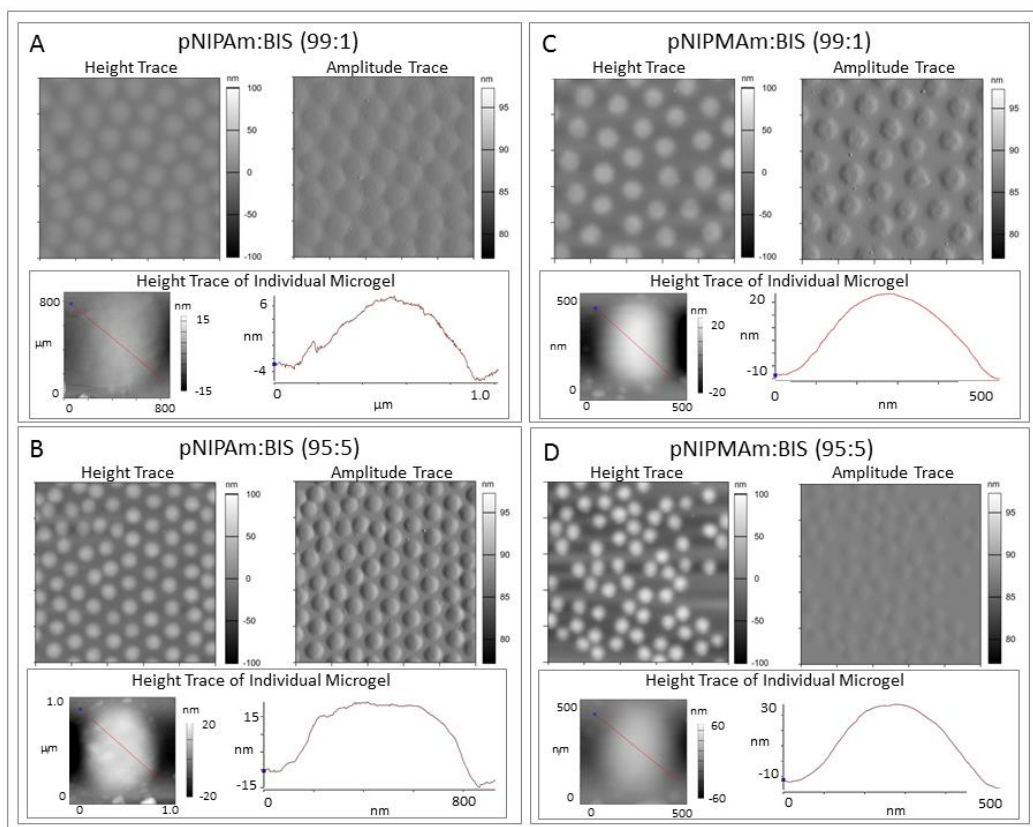 A
pNIPAm:BIS (99:1)
Height Trace
Amplitude Trace
nm
100
50
0
-50
-100
nm
95
90
85
80
Height Trace of Individual Microgel
800
μm
0
0
800
nm
15
-15
6
nm
-4
0
μm
1.0
B
pNIPAm:BIS (95:5)
Height Trace
Amplitude Trace
nm
100
50
0
-50
-100
nm
95
90
85
80
Height Trace of Individual Microgel
1.0
μm
0
0
1.0
nm
20
-20
15
nm
-15
0
nm
800
C
pNIPMAm:BIS (99:1)
Height Trace
Amplitude Trace
nm
100
50
0
-50
-100
nm
95
90
85
80
Height Trace of Individual Microgel
500
nm
0
0
500
nm
20
-20
20
nm
-10
0
nm
500
D
pNIPMAm:BIS (95:5)
Height Trace
Amplitude Trace
nm
100
50
0
-50
-100
nm
95
90
85
80
Height Trace of Individual Microgel
500
nm
0
0
500
nm
60
-60
30
nm
-10
0
nm
500